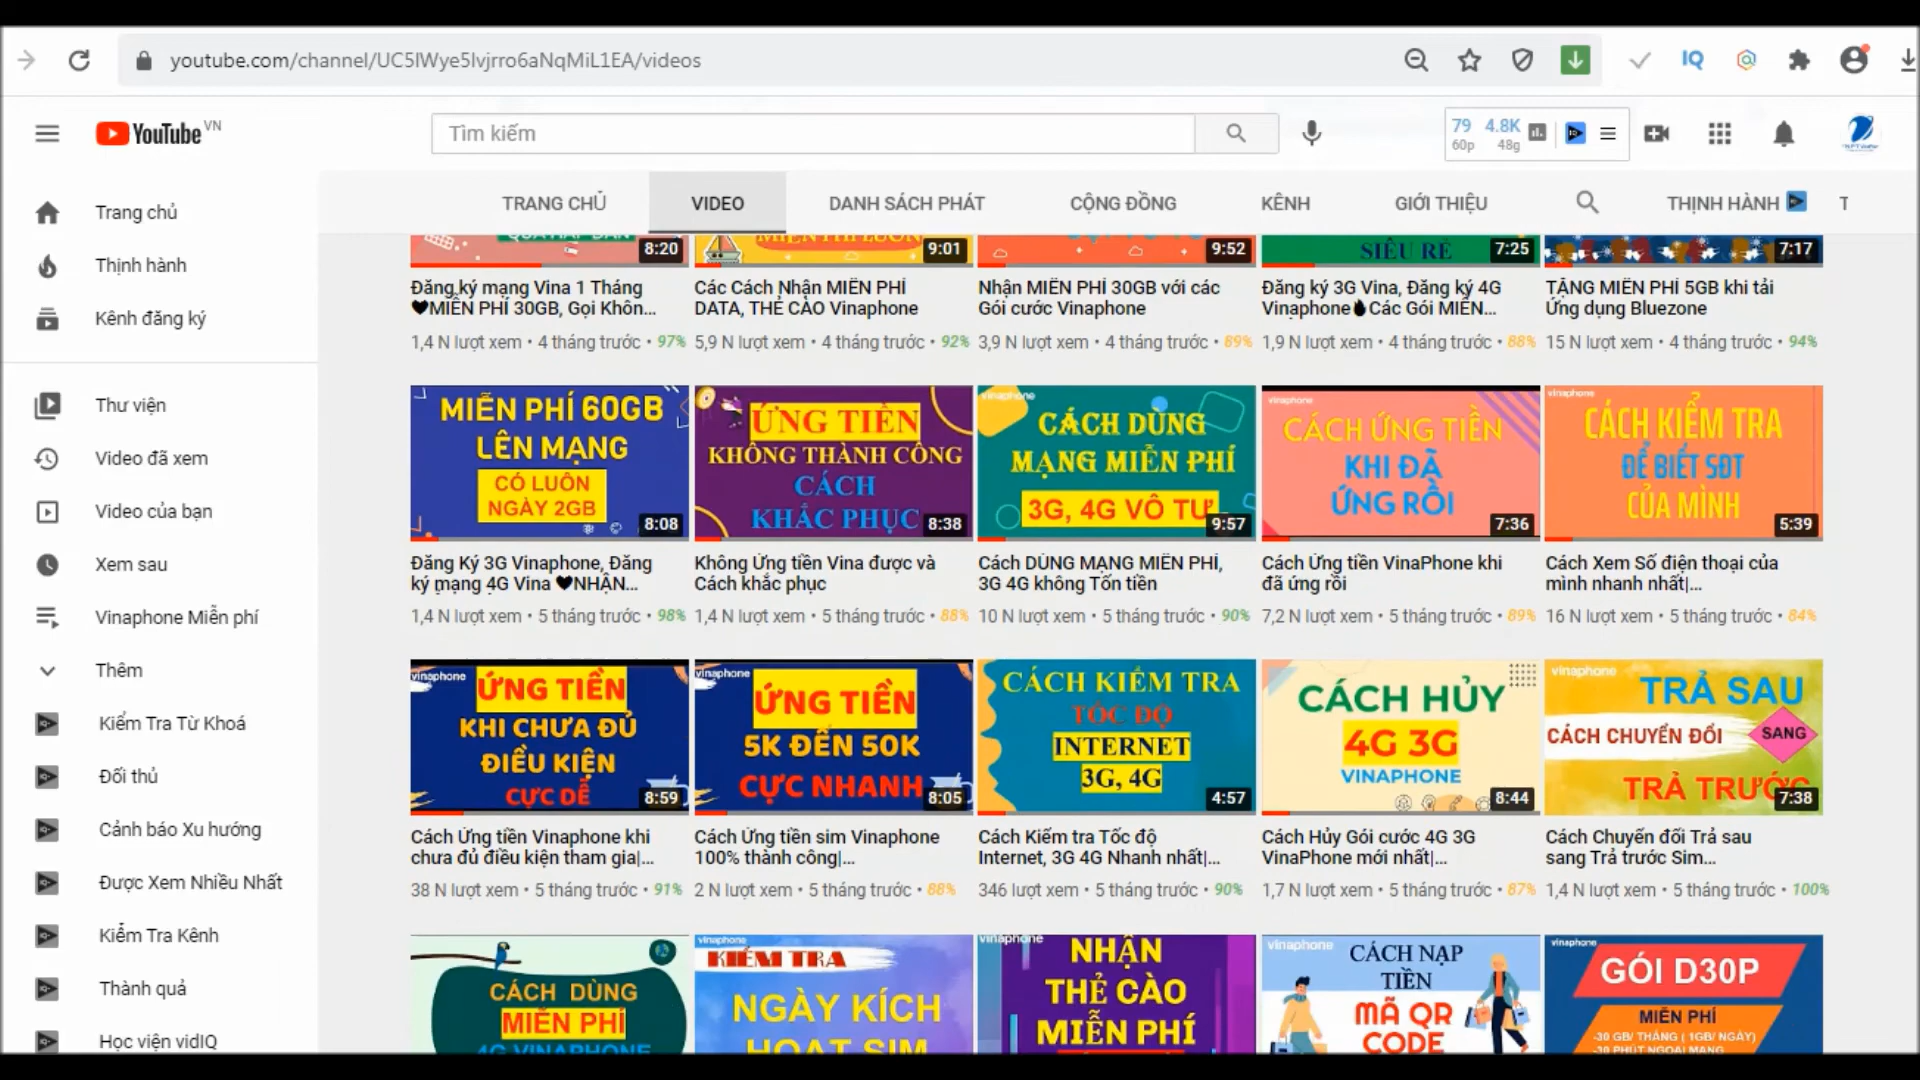 youtube.com/channel/UC5lWye5lvjrro6aNqMiL1EA/videos
IQ
YouTube VN
Tìm kiếm
79 4.8K
60p 48g
Trang chủ
Thịnh hành
Kênh đăng ký
Thư viện
Video đã xem
Video của bạn
Xem sau
Vinaphone Miễn phí
Thêm
Kiểm Tra Từ Khoá
Đối thủ
Cảnh báo Xu hướng
Được Xem Nhiều Nhất
Kiểm Tra Kênh
Thành quả
Học viện vidIQ
TRANG CHỦ VIDEO DANH SÁCH PHÁT CỘNG ĐỒNG KÊNH GIỚI THIỆU THỊNH HÀNH T
8:20
9:01
9:52
SIÊU RẺ
7:25
7:17
Đăng ký mạng Vina 1 Tháng
♥MIỄN PHÍ 30GB, Gọi Khôn...
1,4 N lượt xem • 4 tháng trước • 97%
Các Cách Nhận MIỄN PHÍ
DATA, THẺ CÀO Vinaphone
5,9 N lượt xem • 4 tháng trước • 92%
Nhận MIỄN PHÍ 30GB với các
Gói cước Vinaphone
3,9 N lượt xem • 4 tháng trước • 89%
Đăng ký 3G Vina, Đăng ký 4G
Vinaphone🔥Các Gói MIỄN...
1,9 N lượt xem • 4 tháng trước • 88%
TẶNG MIỄN PHÍ 5GB khi tải
Ứng dụng Bluezone
15 N lượt xem • 4 tháng trước • 94%
MIỄN PHÍ 60GB
LÊN MẠNG
CÓ LUÔN
NGÀY 2GB
8:08
ỨNG TIỀN
KHÔNG THÀNH CÔNG
CÁCH
KHẮC PHỤC
8:38
vinaphone
CÁCH DÙNG
MẠNG MIỄN PHÍ
3G, 4G VÔ TƯ
9:57
vinaphone
CÁCH ỨNG TIỀN
KHI ĐÃ
ỨNG RỒI
7:36
vinaphone
CÁCH KIỂM TRA
ĐỂ BIẾT SĐT
CỦA MÌNH
5:39
Đăng Ký 3G Vinaphone, Đăng
ký mạng 4G Vina ♥NHẬN...
1,4 N lượt xem • 5 tháng trước • 98%
Không Ứng tiền Vina được và
Cách khắc phục
1,4 N lượt xem • 5 tháng trước • 88%
Cách DÙNG MẠNG MIỄN PHÍ,
3G 4G không Tốn tiền
10 N lượt xem • 5 tháng trước • 90%
Cách Ứng tiền VinaPhone khi
đã ứng rồi
7,2 N lượt xem • 5 tháng trước • 89%
Cách Xem Số điện thoại của
mình nhanh nhất|...
16 N lượt xem • 5 tháng trước • 84%
vinaphone
ỨNG TIỀN
KHI CHƯA ĐỦ
ĐIỀU KIỆN
CỰC DỄ
8:59
vinaphone
ỨNG TIỀN
5K ĐẾN 50K
CỰC NHANH
8:05
CÁCH KIỂM TRA
TỐC ĐỘ
INTERNET
3G, 4G
4:57
CÁCH HỦY
4G 3G
VINAPHONE
8:44
vinaphone
TRẢ SAU
CÁCH CHUYỂN ĐỔI SANG
TRẢ TRƯỚC
7:38
Cách Ứng tiền Vinaphone khi
chưa đủ điều kiện tham gia|...
38 N lượt xem • 5 tháng trước • 91%
Cách Ứng tiền sim Vinaphone
100% thành công|...
2 N lượt xem • 5 tháng trước • 88%
Cách Kiểm tra Tốc độ
Internet, 3G 4G Nhanh nhất|...
346 lượt xem • 5 tháng trước • 90%
Cách Hủy Gói cước 4G 3G
VinaPhone mới nhất|...
1,7 N lượt xem • 5 tháng trước • 87%
Cách Chuyển đổi Trả sau
sang Trả trước Sim...
1,4 N lượt xem • 5 tháng trước • 100%
CÁCH DÙNG
MIỄN PHÍ
4G VINAPHONE
vinaphone
KIỂM TRA
NGÀY KÍCH
HOẠT SIM
vinaphone
NHẬN
THẺ CÀO
MIỄN PHÍ
vinaphone
CÁCH NẠP
TIỀN
MÃ QR
CODE
vinaphone
GÓI D30P
MIỄN PHÍ
-30 GB/ THÁNG ( 1GB/ NGÀY)
-30 PHÚT NGOẠI MẠNG